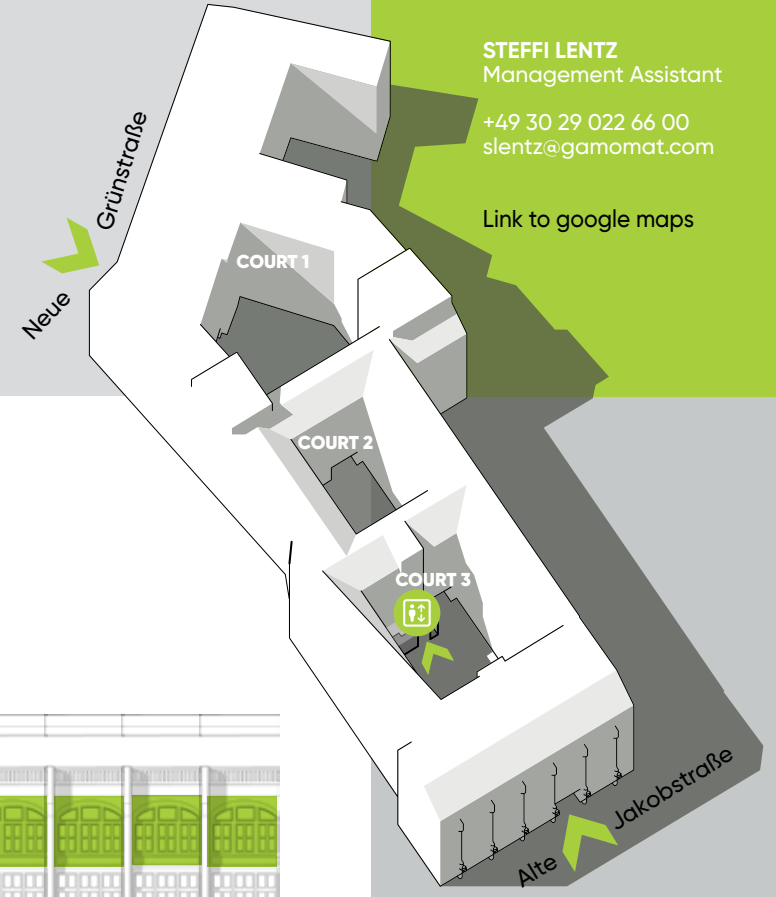 STEFFI LENTZ
Management Assistant
+49 30 29 022 66 00
slentz@gamomat.com
Link to google maps
Neue Grünstraße
COURT 1
COURT 2
COURT 3
Alte Jakobstraße